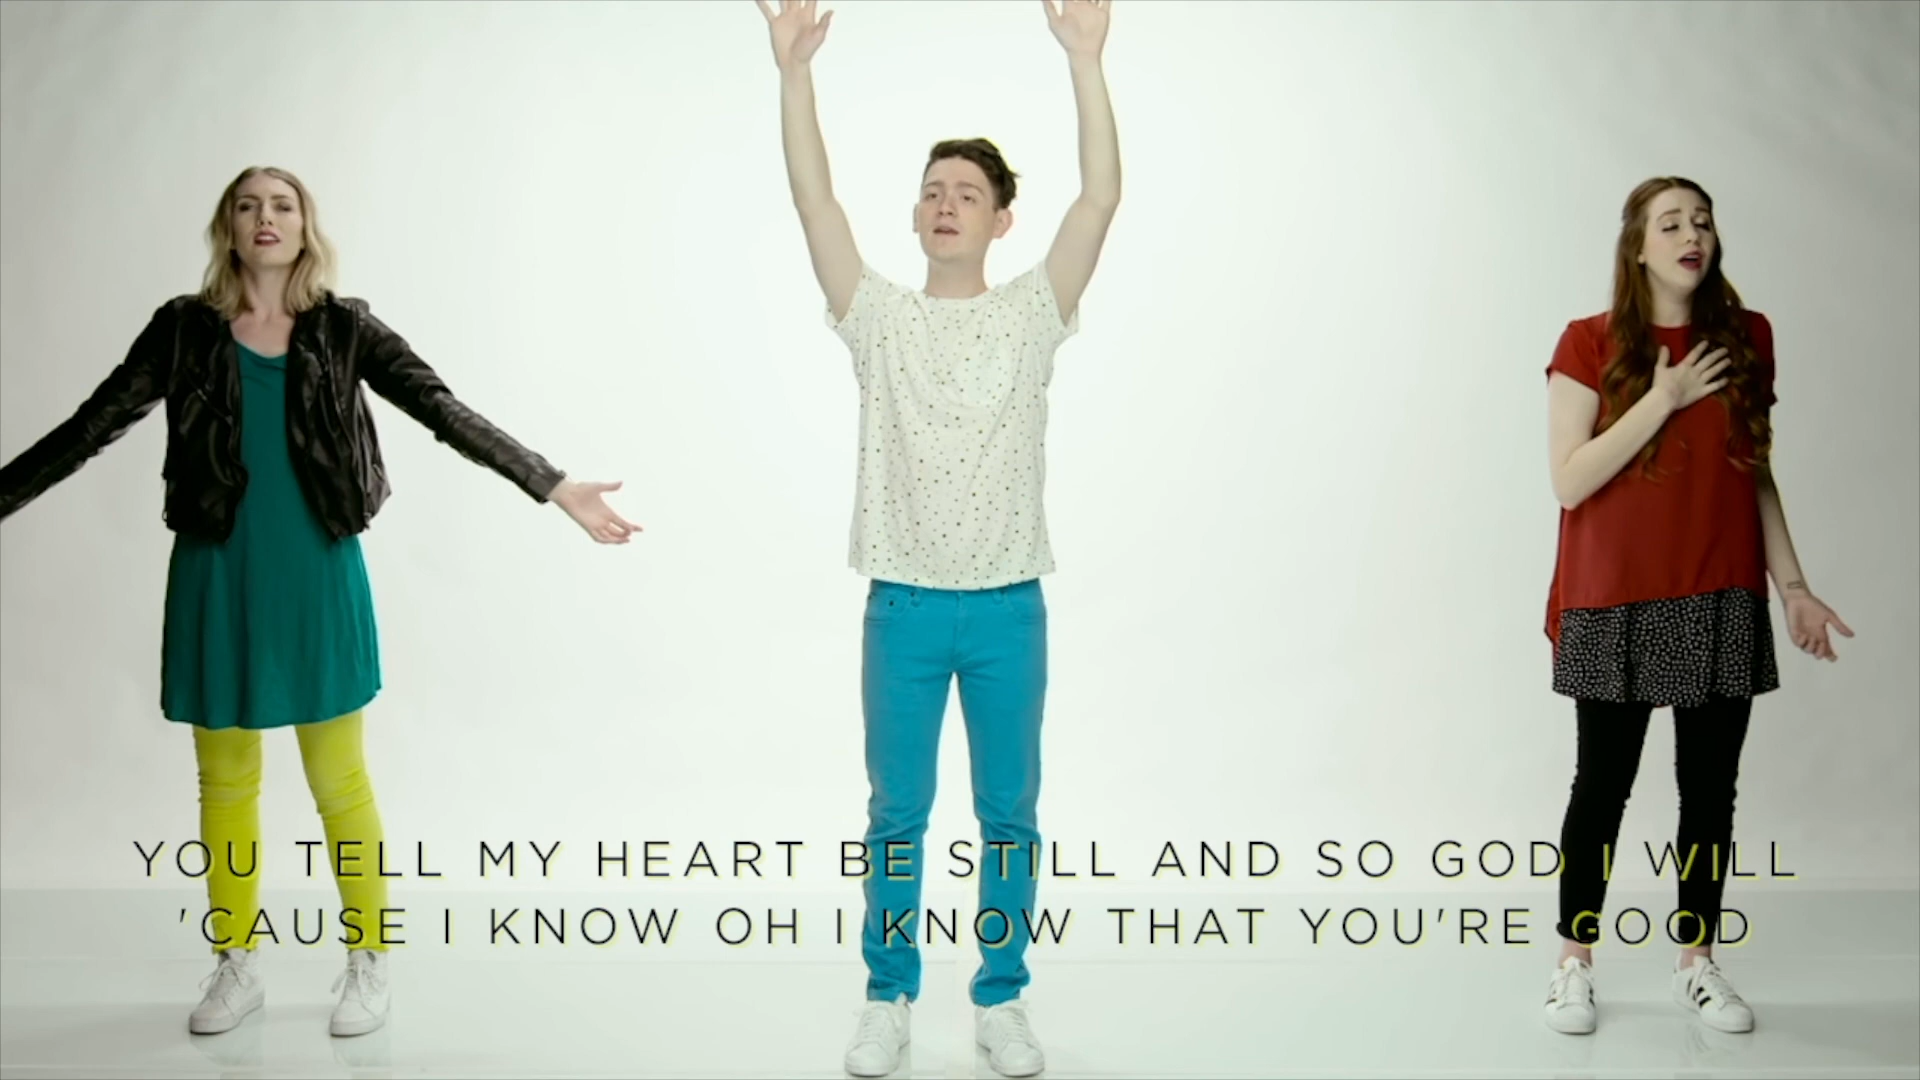 YOU TELL MY HEART BE STILL AND SO GOD I WILL
'CAUSE I KNOW OH I KNOW THAT YOU'RE GOOD